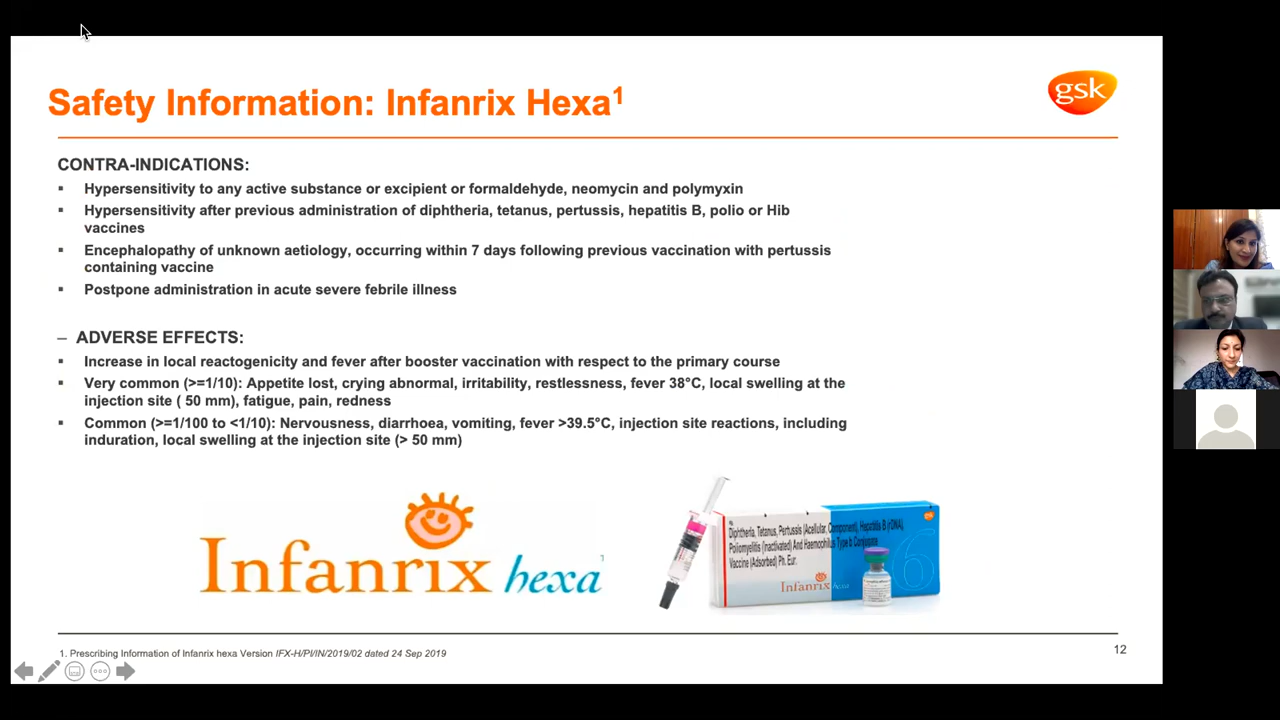 Safety Information: Infanrix Hexa1
gsk
CONTRA-INDICATIONS:
▪ Hypersensitivity to any active substance or excipient or formaldehyde, neomycin and polymyxin
▪ Hypersensitivity after previous administration of diphtheria, tetanus, pertussis, hepatitis B, polio or Hib
vaccines
▪ Encephalopathy of unknown aetiology, occurring within 7 days following previous vaccination with pertussis
containing vaccine
▪ Postpone administration in acute severe febrile illness
– ADVERSE EFFECTS:
▪ Increase in local reactogenicity and fever after booster vaccination with respect to the primary course
▪ Very common (>=1/10): Appetite lost, crying abnormal, irritability, restlessness, fever 38°C, local swelling at the
injection site ( 50 mm), fatigue, pain, redness
▪ Common (>=1/100 to <1/10): Nervousness, diarrhoea, vomiting, fever >39.5°C, injection site reactions, including
induration, local swelling at the injection site (> 50 mm)
Infanrix hexa
Diphtheria, Tetanus, Pertussis (Acellular, Component), Hepatitis B (rDNA),
Poliomyelitis (Inactivated) And Haemophilus Type b Conjugate
Vaccine (Adsorbed) Ph. Eur.
Infanrix hexa
6
1. Prescribing Information of Infanrix hexa Version IFX-H/PI/IN/2019/02 dated 24 Sep 2019
12